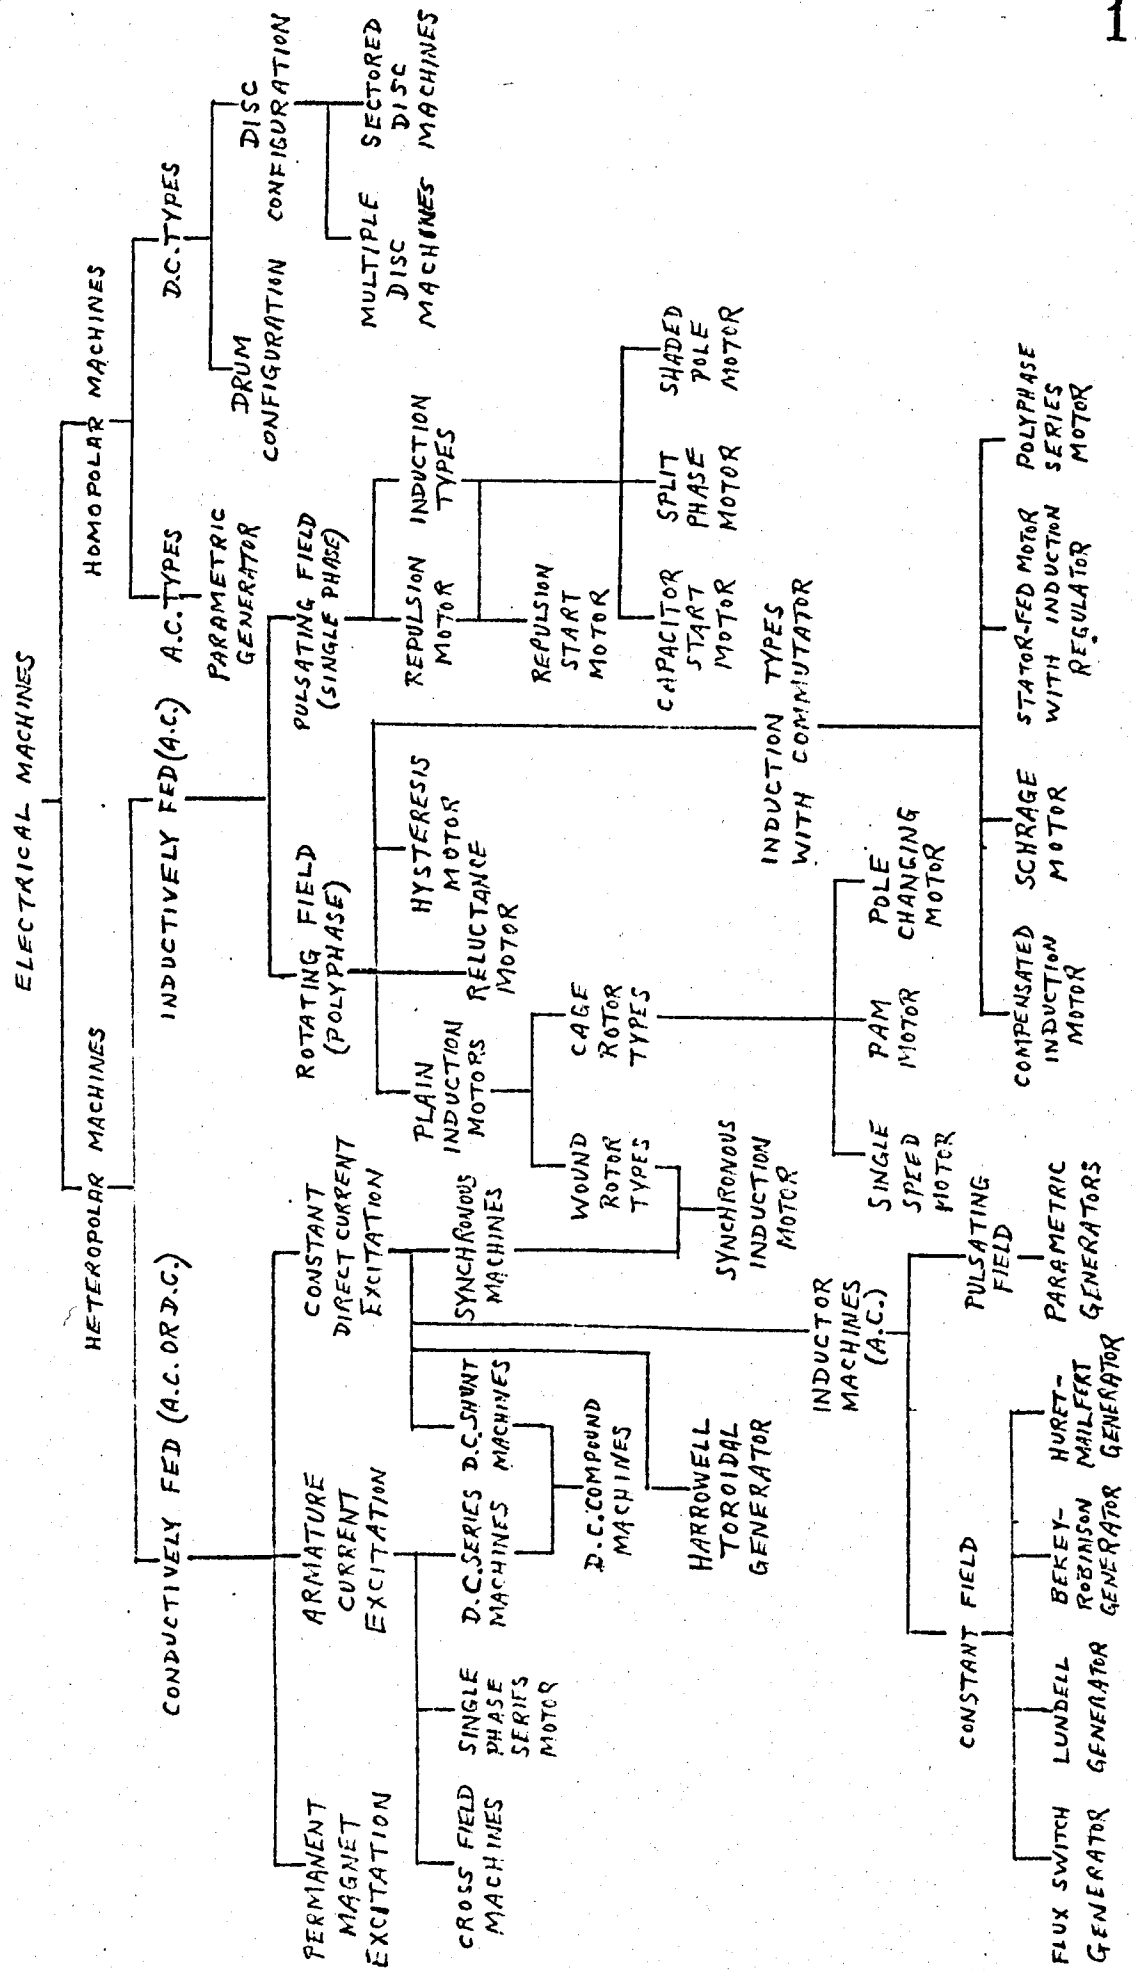 ELECTRICAL MACHINES
HETEROPOLAR MACHINES
HOMOPOLAR MACHINES
CONDUCTIVELY FED (A.C. OR D.C.)
INDUCTIVELY FED (A.C.)
A.C. TYPES
D.C. TYPES
PARAMETRIC
GENERATOR
DRUM
CONFIGURATION
DISC
CONFIGURATION
MULTIPLE
DISC
MACHINES
SECTORED
DISC
MACHINES
PERMANENT
MAGNET
EXCITATION
ARMATURE
CURRENT
EXCITATION
CONSTANT
DIRECT CURRENT
EXCITATION
ROTATING FIELD
(POLYPHASE)
PULSATING FIELD
(SINGLE PHASE)
CROSS FIELD
MACHINES
SINGLE
PHASE
SERIES
MOTOR
D.C. SERIES
MACHINES
D.C. SHUNT
MACHINES
SYNCHRONOUS
MACHINES
PLAIN
INDUCTION
MOTORS
RELUCTANCE
MOTOR
HYSTERESIS
MOTOR
REPULSION
MOTOR
INDUCTION
TYPES
D.C. COMPOUND
MACHINES
WOUND
ROTOR
TYPES
CAGE
ROTOR
TYPES
REPULSION
START
MOTOR
HARROWELL
TOROIDAL
GENERATOR
SYNCHRONOUS
INDUCTION
MOTOR
CAPACITOR
START
MOTOR
SPLIT
PHASE
MOTOR
SHADED
POLE
MOTOR
INDUCTOR
MACHINES
(A.C.)
INDUCTION TYPES
WITH COMMUTATOR
SINGLE
SPEED
MOTOR
PAM
MOTOR
POLE
CHANGING
MOTOR
CONSTANT FIELD
PULSATING
FIELD
FLUX SWITCH
GENERATOR
LUNDELL
GENERATOR
BEKEY-
ROBINSON
GENERATOR
HURET-
MAILFERT
GENERATOR
PARAMETRIC
GENERATORS
COMPENSATED
INDUCTION
MOTOR
SCHRAGE
MOTOR
STATOR-FED MOTOR
WITH INDUCTION
REGULATOR
POLYPHASE
SERIES
MOTOR